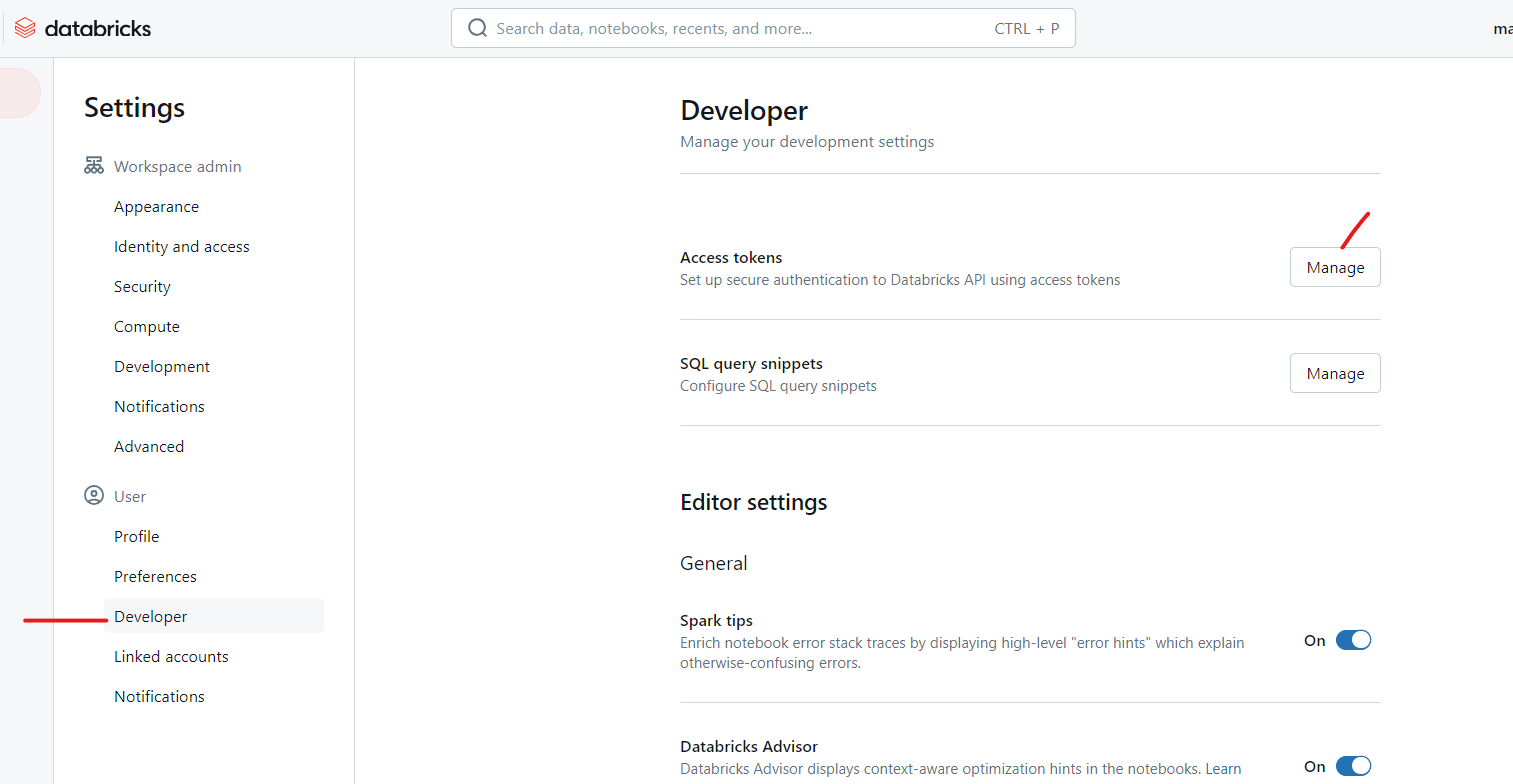 databricks
Search data, notebooks, recents, and more...
CTRL + P
ma
Settings
Workspace admin
Appearance
Identity and access
Security
Compute
Development
Notifications
Advanced
User
Profile
Preferences
Developer
Linked accounts
Notifications
Developer
Manage your development settings
Access tokens
Set up secure authentication to Databricks API using access tokens
Manage
SQL query snippets
Configure SQL query snippets
Manage
Editor settings
General
Spark tips
Enrich notebook error stack traces by displaying high-level "error hints" which explain
otherwise-confusing errors.
On
Databricks Advisor
Databricks Advisor displays context-aware optimization hints in the notebooks. Learn
On